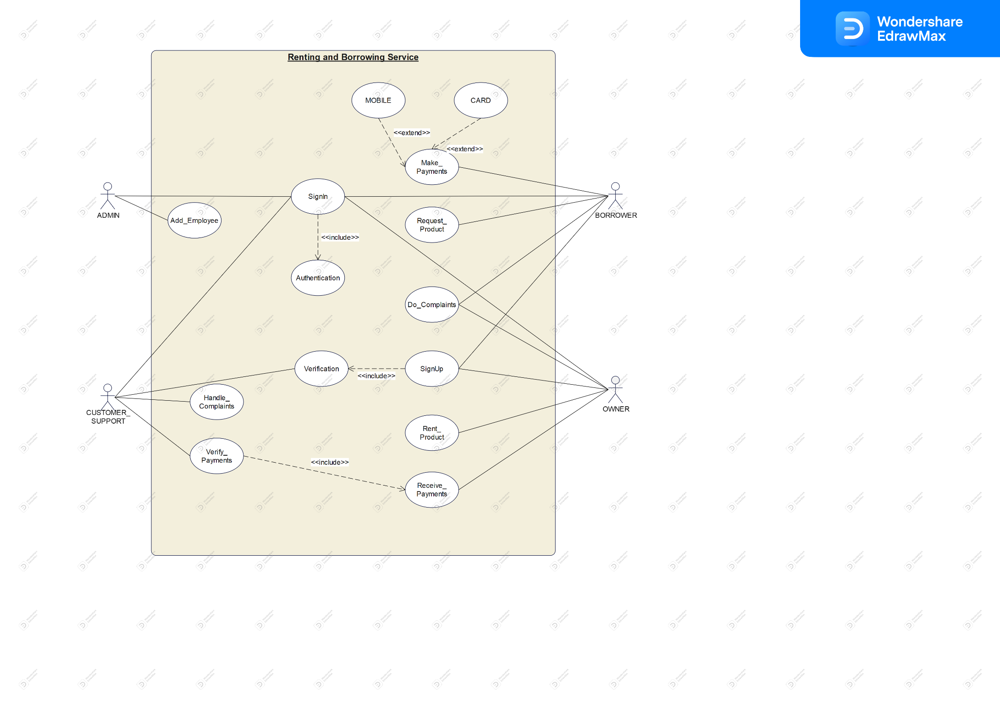 Wondershare
EdrawMax
Renting and Borrowing Service
MOBILE
CARD
<<extend>>
<<extend>>
Make_
Payments
SignIn
ADMIN
BORROWER
Add_Employee
Request_
Product
<<include>>
Authentication
Do_Complaints
Verification
SignUp
<<include>>
Handle_
Complaints
CUSTOMER_
SUPPORT
OWNER
Rent_
Product
Verify_
Payments
<<include>>
Receive_
Payments